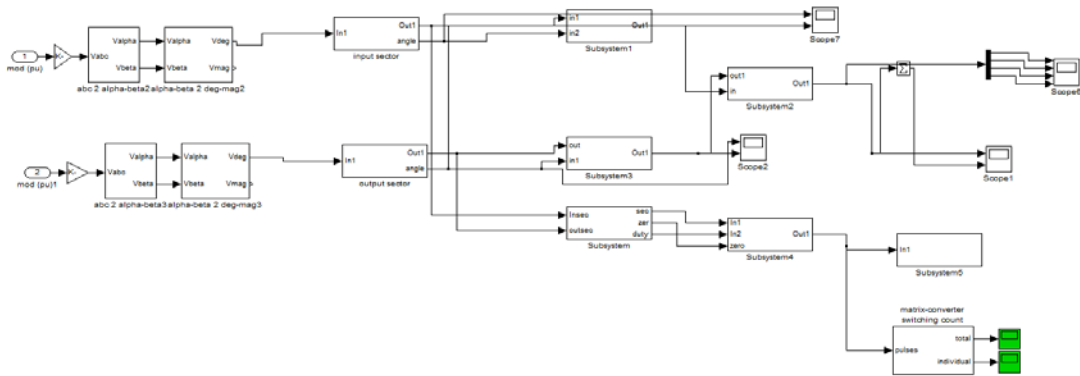 1
mod (pu)
K-
Vabc
Valpha
Vbeta
abc 2 alpha-beta2
Valpha
Vbeta
Vdeg
Vmag
alpha-beta 2 deg-mag2
In1
Out1
angle
input sector
in1
in2
Out1
Subsystem1
Scope7
out1
in
Out1
Subsystem2
Σ
Scope6
Scope1
2
mod (pu)1
K-
Vabc
Valpha
Vbeta
abc 2 alpha-beta3
Valpha
Vbeta
Vdeg
Vmag
alpha-beta 2 deg-mag3
In1
Out1
angle
output sector
out
in1
Out1
Subsystem3
Scope2
Inseq
outseq
seq
zer
duty
Subsystem
In1
In2
zero
Out1
Subsystem4
In1
Subsystem5
matrix-converter
switching count
pulses
total
individual